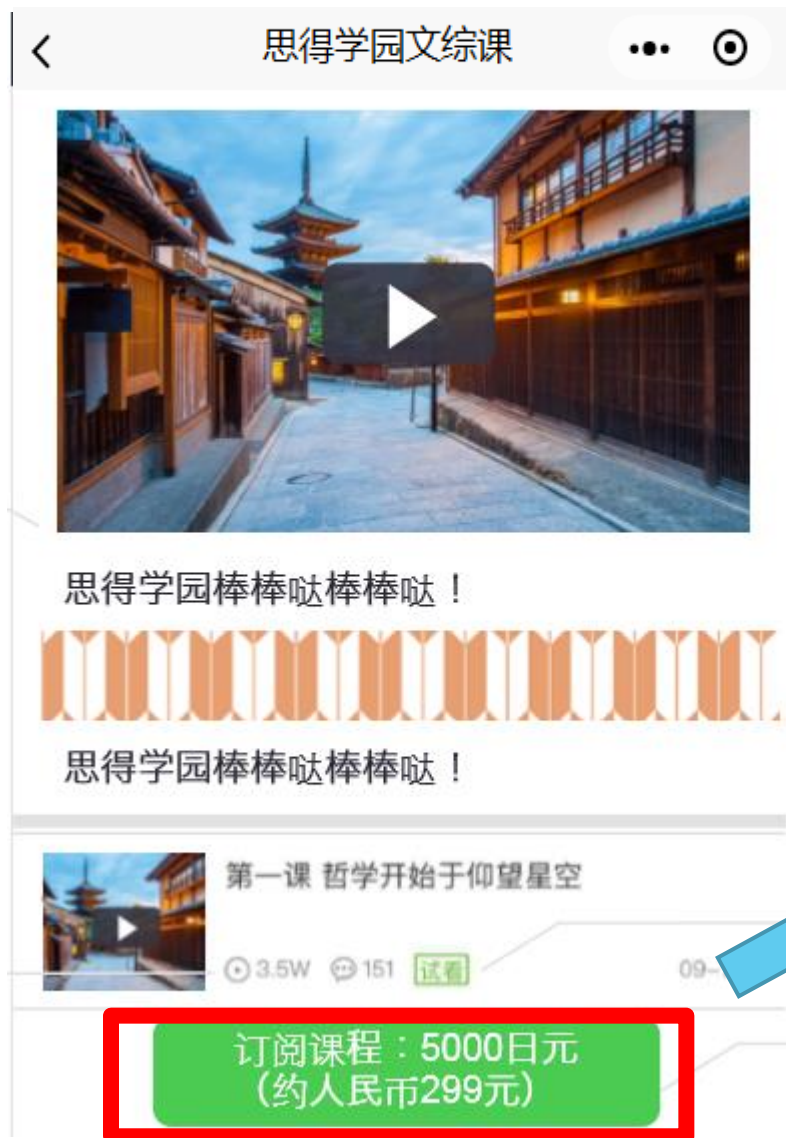 思得学园文综课
思得学园棒棒哒棒棒哒！
思得学园棒棒哒棒棒哒！
第一课 哲学开始于仰望星空
3.5W 151 试看 09-
订阅课程：5000日元
（约人民币299元）